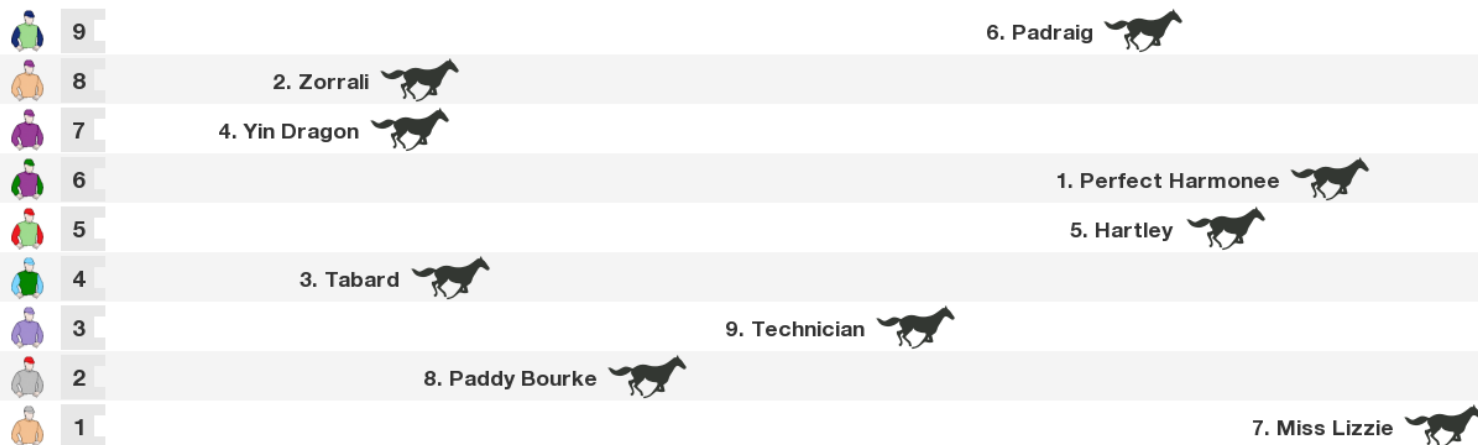 9 6. Padraig
8 2. Zorrali
7 4. Yin Dragon
6 1. Perfect Harmonee
5 5. Hartley
4 3. Tabard
3 9. Technician
2 8. Paddy Bourke
1 7. Miss Lizzie